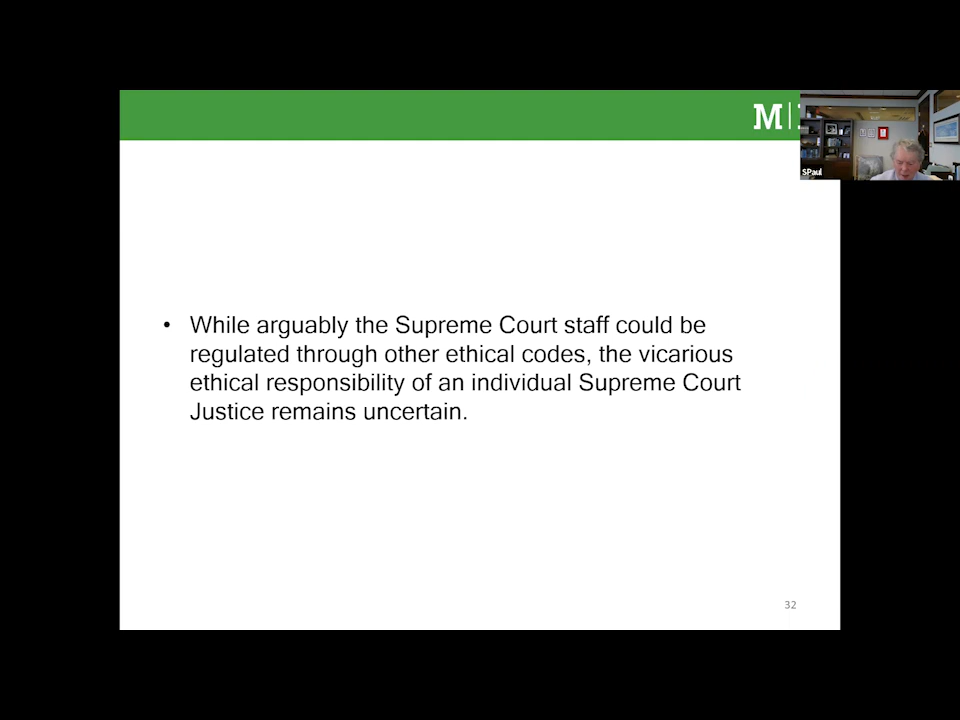 M|
SPaul
• While arguably the Supreme Court staff could be
regulated through other ethical codes, the vicarious
ethical responsibility of an individual Supreme Court
Justice remains uncertain.
32